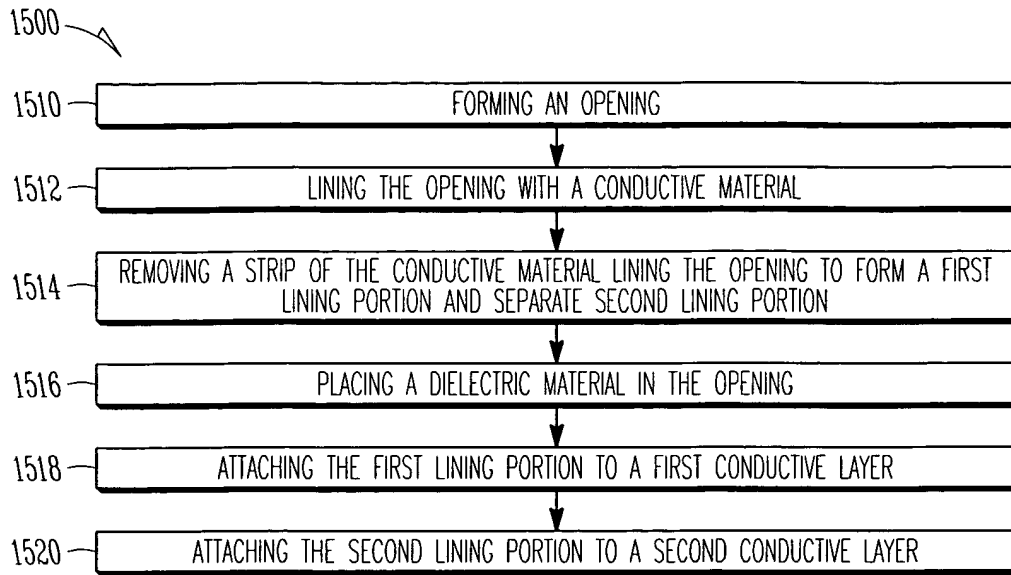 1500
1510
FORMING AN OPENING
1512
LINING THE OPENING WITH A CONDUCTIVE MATERIAL
1514
REMOVING A STRIP OF THE CONDUCTIVE MATERIAL LINING THE OPENING TO FORM A FIRST
LINING PORTION AND SEPARATE SECOND LINING PORTION
1516
PLACING A DIELECTRIC MATERIAL IN THE OPENING
1518
ATTACHING THE FIRST LINING PORTION TO A FIRST CONDUCTIVE LAYER
1520
ATTACHING THE SECOND LINING PORTION TO A SECOND CONDUCTIVE LAYER